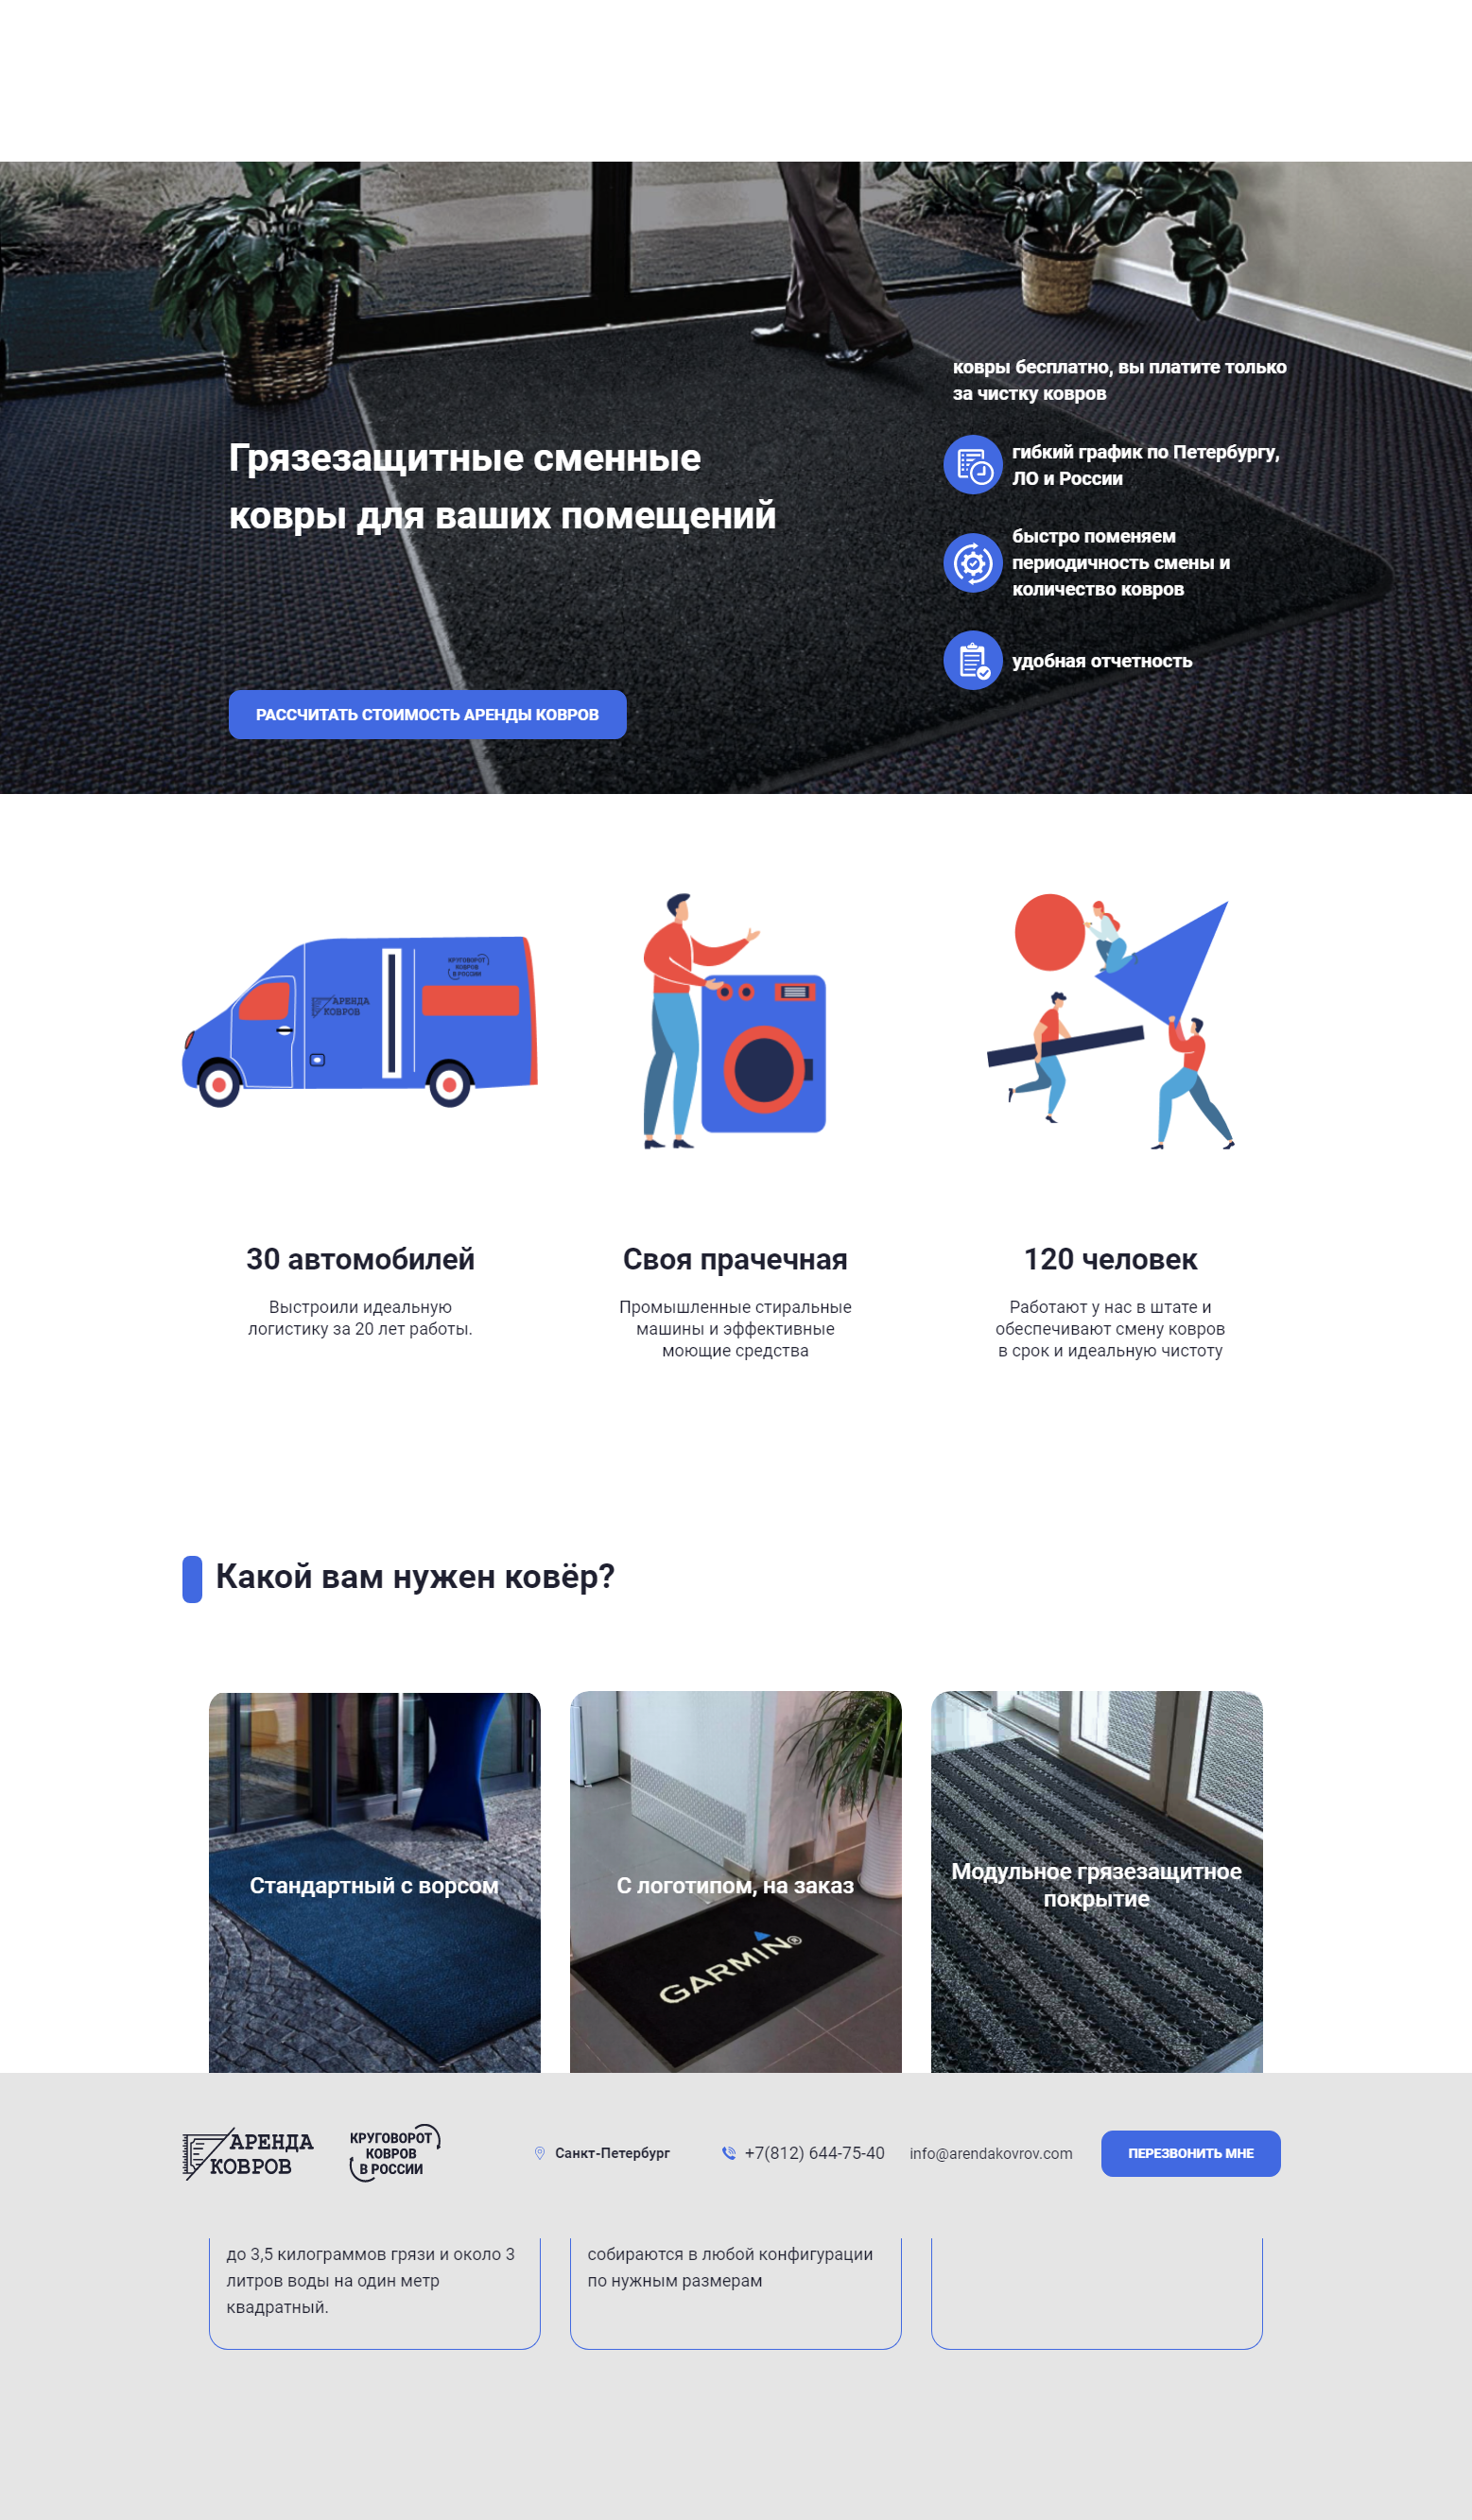 ковры бесплатно, вы платите только
за чистку ковров
Грязезащитные сменные
ковры для ваших помещений
гибкий график по Петербургу,
ЛО и России
быстро поменяем
периодичность смены и
количество ковров
удобная отчетность
РАССЧИТАТЬ СТОИМОСТЬ АРЕНДЫ КОВРОВ
КРУГОВОРОТ
КОВРОВ
В РОССИИ
АРЕНДА
КОВРОВ
30 автомобилей
Выстроили идеальную
логистику за 20 лет работы.
Своя прачечная
Промышленные стиральные
машины и эффективные
моющие средства
120 человек
Работают у нас в штате и
обеспечивают смену ковров
в срок и идеальную чистоту
Какой вам нужен ковёр?
Стандартный с ворсом
С логотипом, на заказ
GARMIN®
Модульное грязезащитное
покрытие
АРЕНДА
КОВРОВ
КРУГОВОРОТ
КОВРОВ
В РОССИИ
Санкт-Петербург
+7(812) 644-75-40
info@arendakovrov.com
ПЕРЕЗВОНИТЬ МНЕ
до 3,5 килограммов грязи и около 3
литров воды на один метр
квадратный.
собираются в любой конфигурации
по нужным размерам